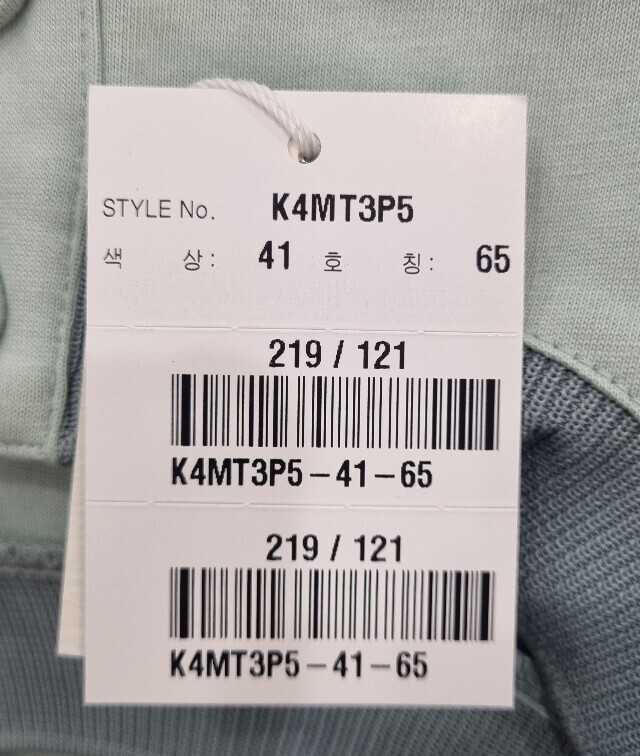 STYLE No. K4MT3P5
색 상: 41 호 칭: 65
219 / 121
K4MT3P5-41-65
219 / 121
K4MT3P5-41-65